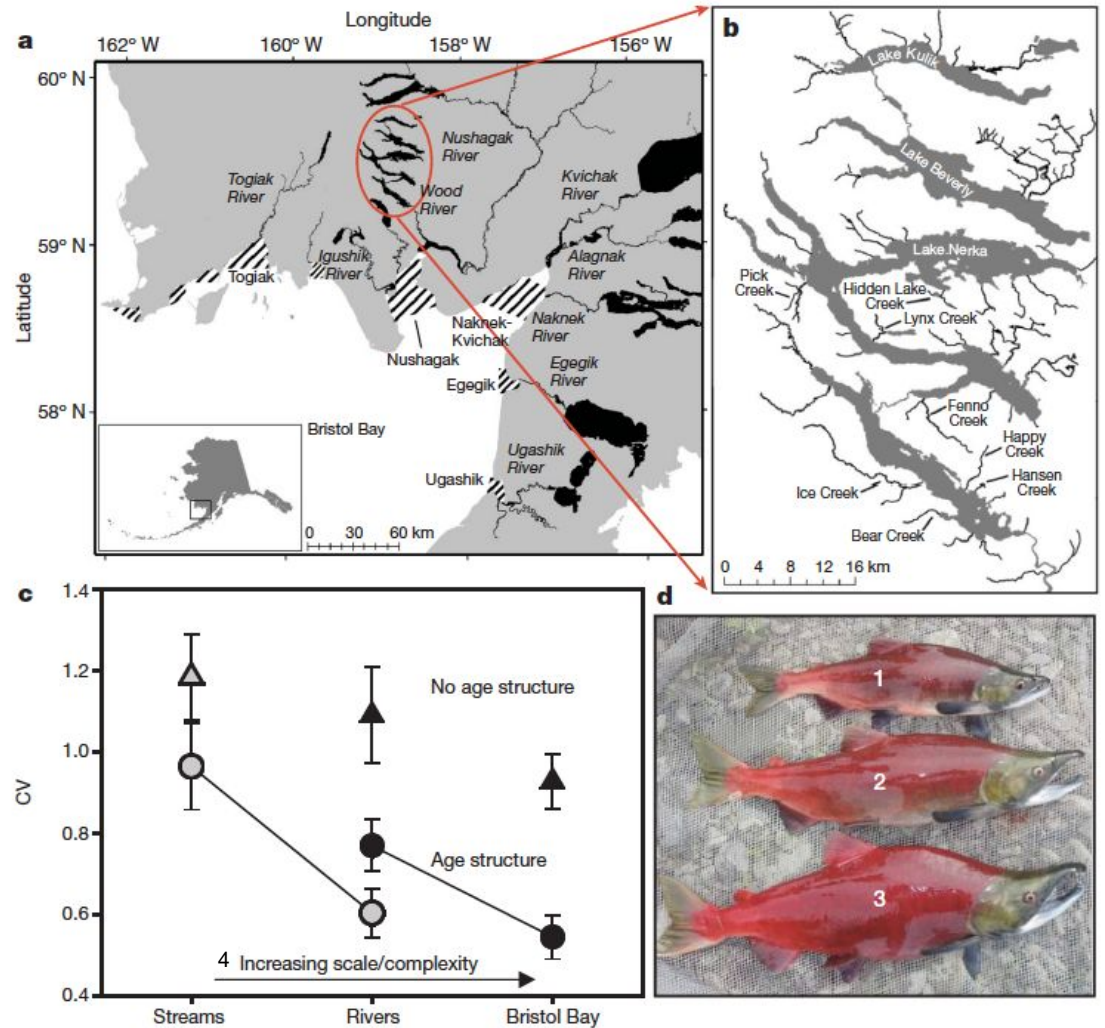 Longitude
a
162° W
160° W
158° W
156° W
60° N
59° N
58° N
Latitude
Togiak
River
Nushagak
River
Wood
River
Kvichak
River
Igushik
River
Alagnak
River
Togiak
Nushagak
Naknek-
Kvichak
Naknek
River
Egegik
Egegik
River
Ugashik
River
Ugashik
Bristol Bay
0 30 60 km
b
Lake Kulik
Lake Beverly
Lake Nerka
Pick
Creek
Hidden Lake
Creek
Lynx Creek
Fenno
Creek
Happy
Creek
Hansen
Creek
Ice Creek
Bear Creek
0 4 8 12 16 km
c
1.4
1.2
1.0
0.8
0.6
0.4
CV
No age structure
Age structure
4 Increasing scale/complexity
Streams
Rivers
Bristol Bay
d
1
2
3